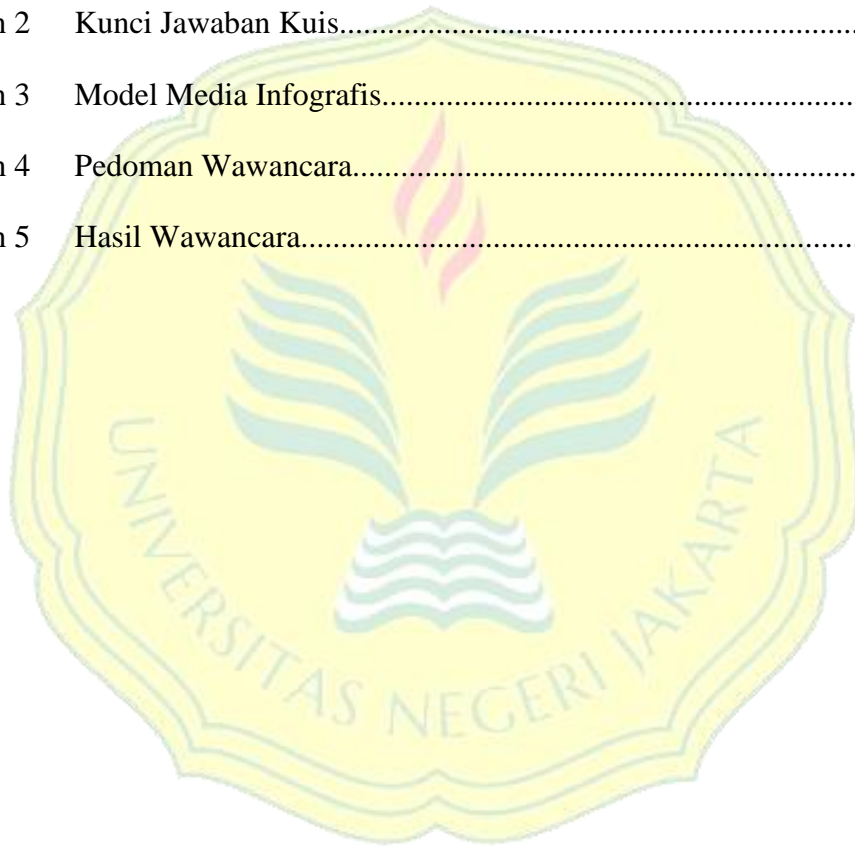 n 2 Kunci Jawaban Kuis................................................................
n 3 Model Media Infografis...........................................................
n 4 Pedoman Wawancara...............................................................
n 5 Hasil Wawancara......................................................................
UNIVERSITAS NEGERI JAKARTA